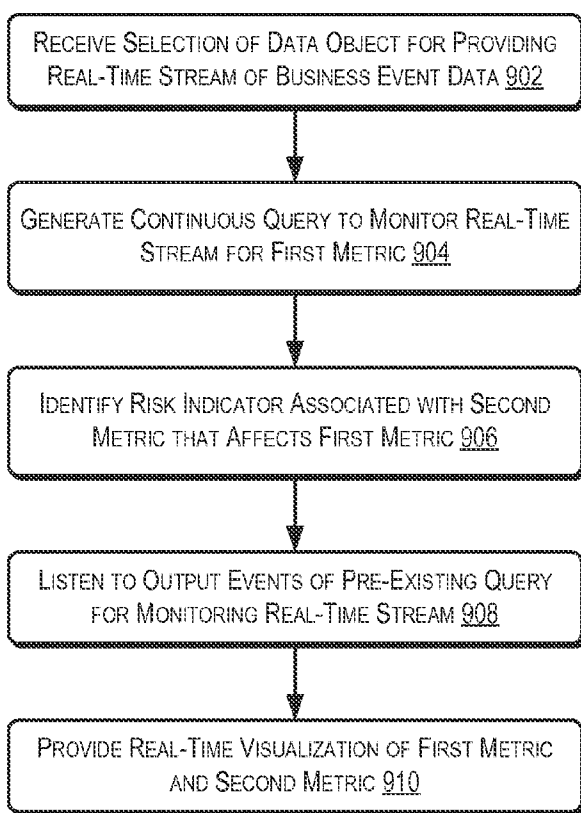 RECEIVE SELECTION OF DATA OBJECT FOR PROVIDING
REAL-TIME STREAM OF BUSINESS EVENT DATA 902
GENERATE CONTINUOUS QUERY TO MONITOR REAL-TIME
STREAM FOR FIRST METRIC 904
IDENTIFY RISK INDICATOR ASSOCIATED WITH SECOND
METRIC THAT AFFECTS FIRST METRIC 906
LISTEN TO OUTPUT EVENTS OF PRE-EXISTING QUERY
FOR MONITORING REAL-TIME STREAM 908
PROVIDE REAL-TIME VISUALIZATION OF FIRST METRIC
AND SECOND METRIC 910